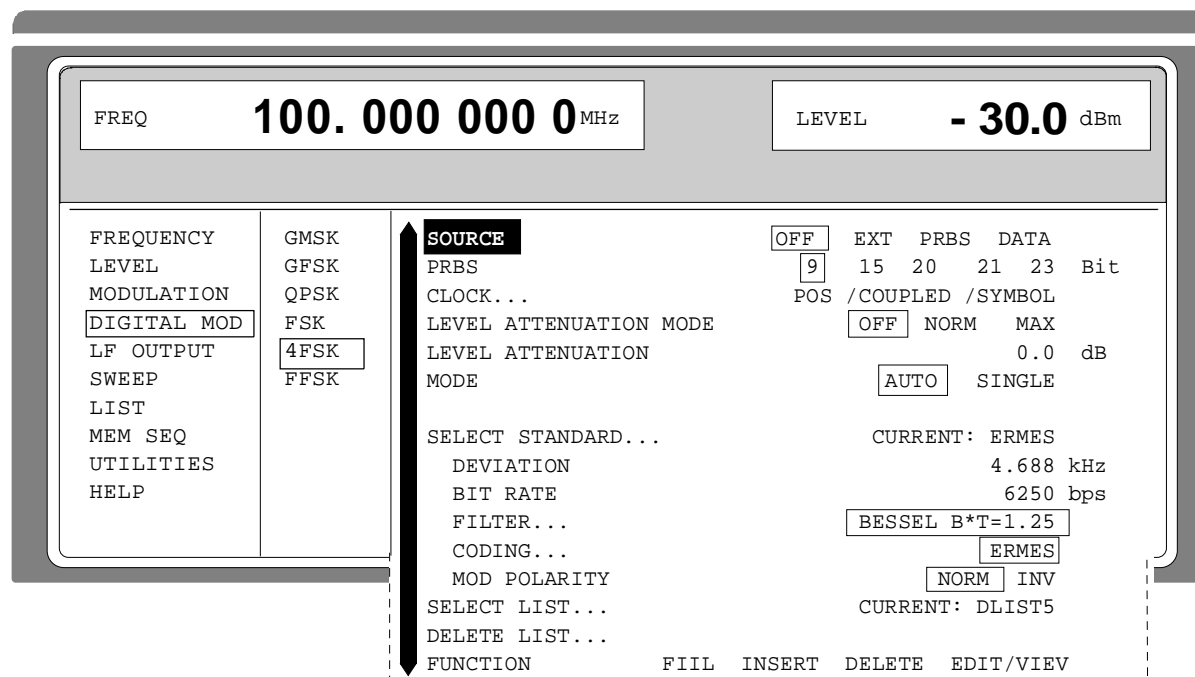 FREQ 100. 000 000 0 MHz LEVEL - 30.0 dBm
FREQUENCY GMSK SOURCE OFF EXT PRBS DATA
LEVEL GFSK PRBS 9 15 20 21 23 Bit
MODULATION QPSK CLOCK... POS /COUPLED /SYMBOL
DIGITAL MOD FSK LEVEL ATTENUATION MODE OFF NORM MAX
LF OUTPUT 4FSK LEVEL ATTENUATION 0.0 dB
SWEEP FFSK MODE AUTO SINGLE
LIST
MEM SEQ SELECT STANDARD... CURRENT: ERMES
UTILITIES DEVIATION 4.688 kHz
HELP BIT RATE 6250 bps
FILTER... BESSEL B*T=1.25
CODING... ERMES
MOD POLARITY NORM INV
SELECT LIST... CURRENT: DLIST5
DELETE LIST...
FUNCTION FIIL INSERT DELETE EDIT/VIEV